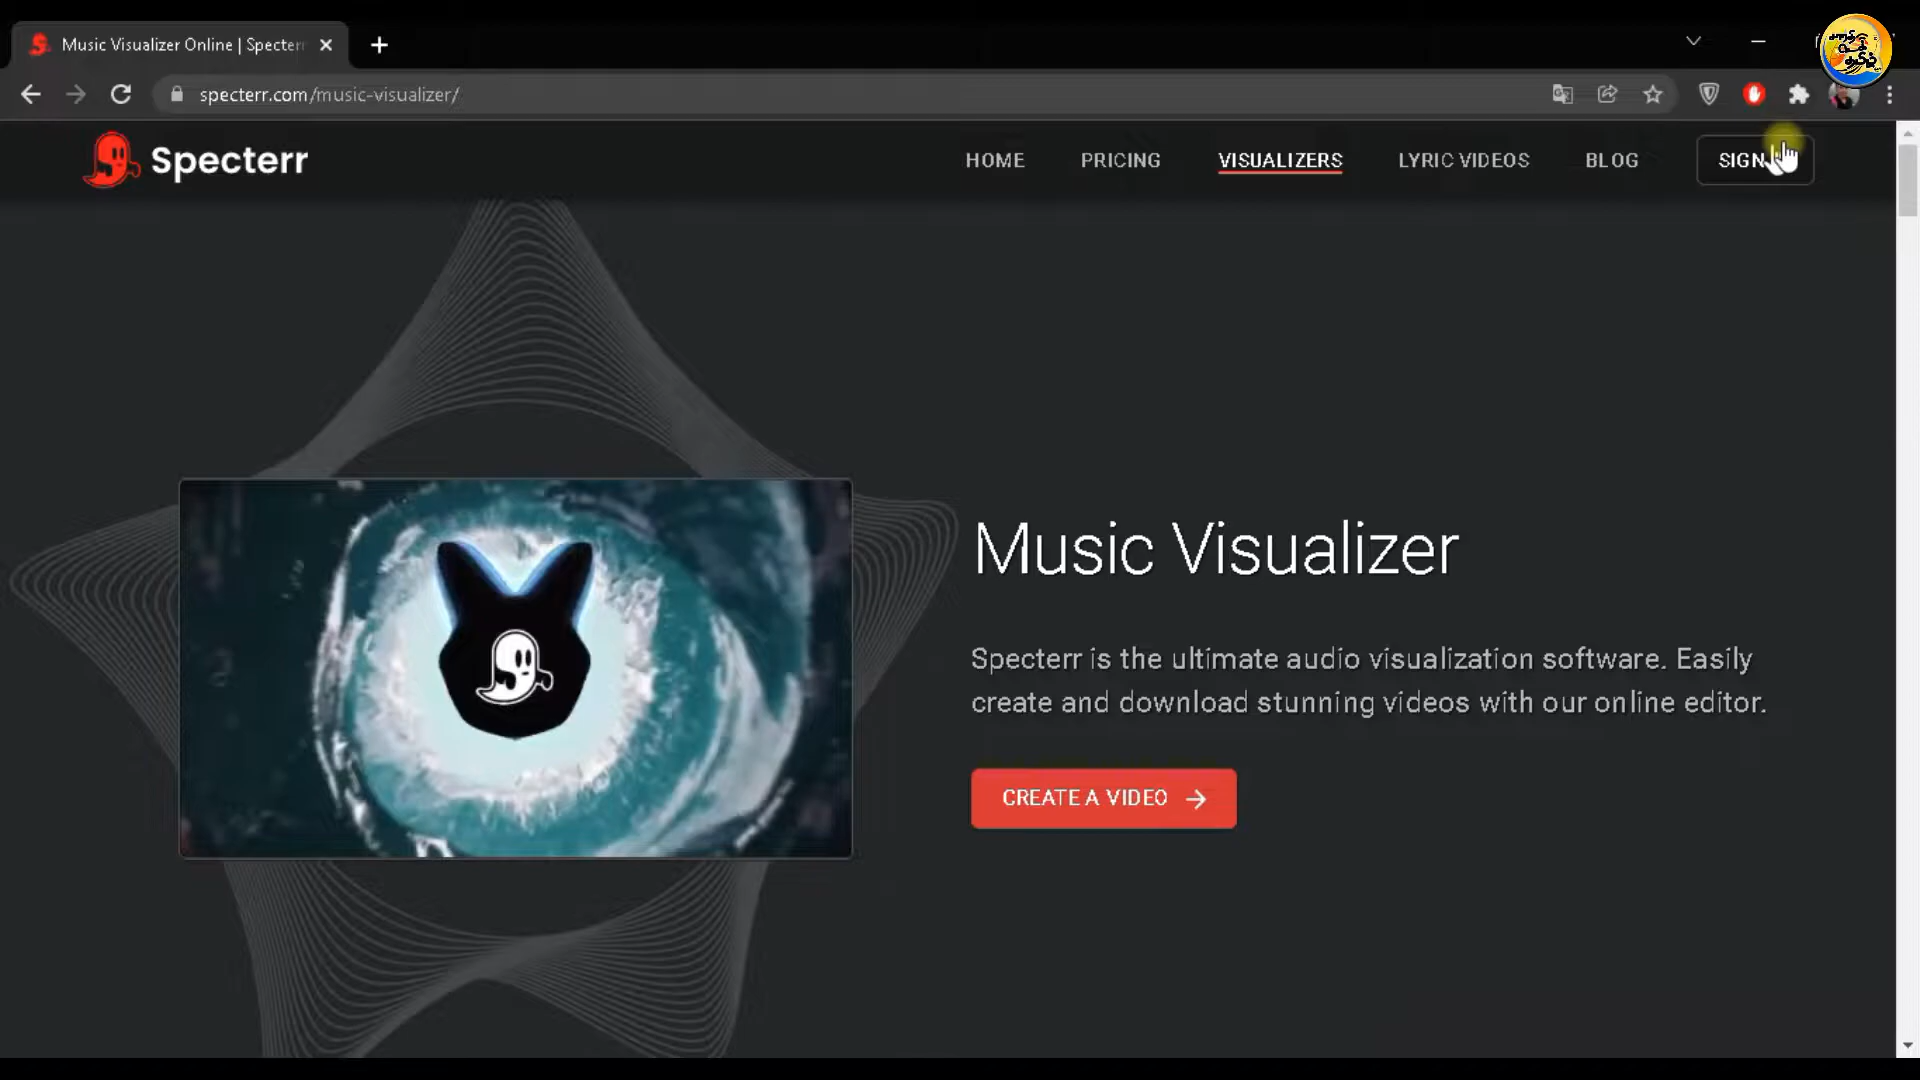 Music Visualizer Online | Specterr
specterr.com/music-visualizer/
Specterr
HOME
PRICING
VISUALIZERS
LYRIC VIDEOS
BLOG
SIGN
Music Visualizer
Specterr is the ultimate audio visualization software. Easily
create and download stunning videos with our online editor.
CREATE A VIDEO